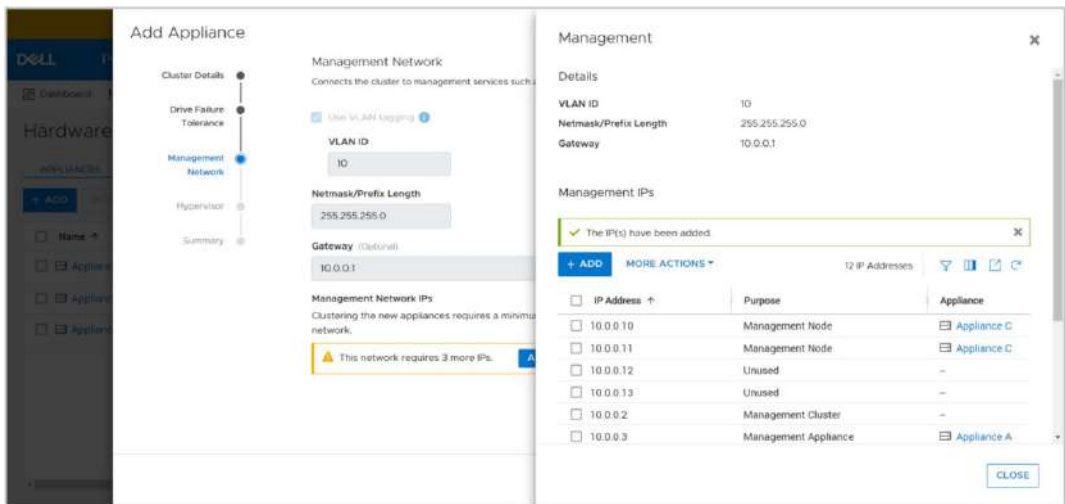 DELL
Dashboard
Hardware
APPLIANCES
+ ADD
Name ↑
Add Appliance
Cluster Details
Drive Failure
Tolerance
Management
Network
Hypervisor
Summary
Management Network
Connects the cluster to management services such
Use VLAN tagging
VLAN ID
10
Netmask/Prefix Length
255.255.255.0
Gateway (Optional)
10.0.0.1
Management Network IPs
Clustering the new appliances requires a minimu
network.
This network requires 3 more IPs.
Management
Details
VLAN ID 10
Netmask/Prefix Length 255.255.255.0
Gateway 10.0.0.1
Management IPs
The IP(s) have been added.
+ ADD MORE ACTIONS 12 IP Addresses
IP Address ↑ Purpose Appliance
10.0.0.10 Management Node Appliance C
10.0.0.11 Management Node Appliance C
10.0.0.12 Unused –
10.0.0.13 Unused –
10.0.0.2 Management Cluster –
10.0.0.3 Management Appliance Appliance A
CLOSE